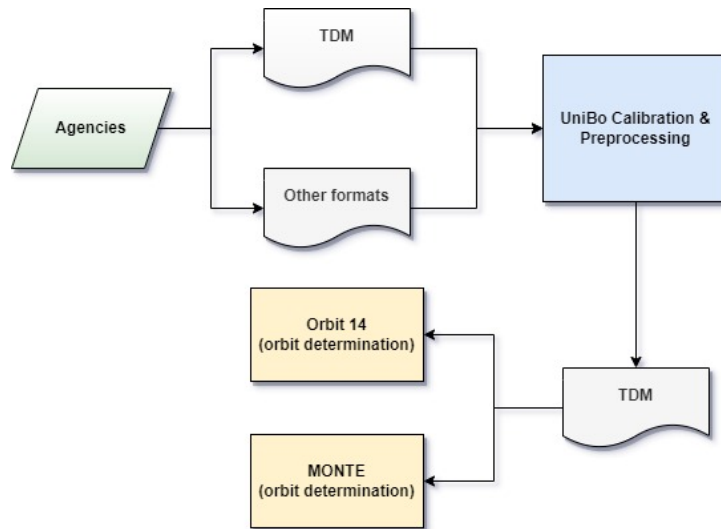 TDM
Agencies
UniBo Calibration &
Preprocessing
Other formats
Orbit 14
(orbit determination)
TDM
MONTE
(orbit determination)